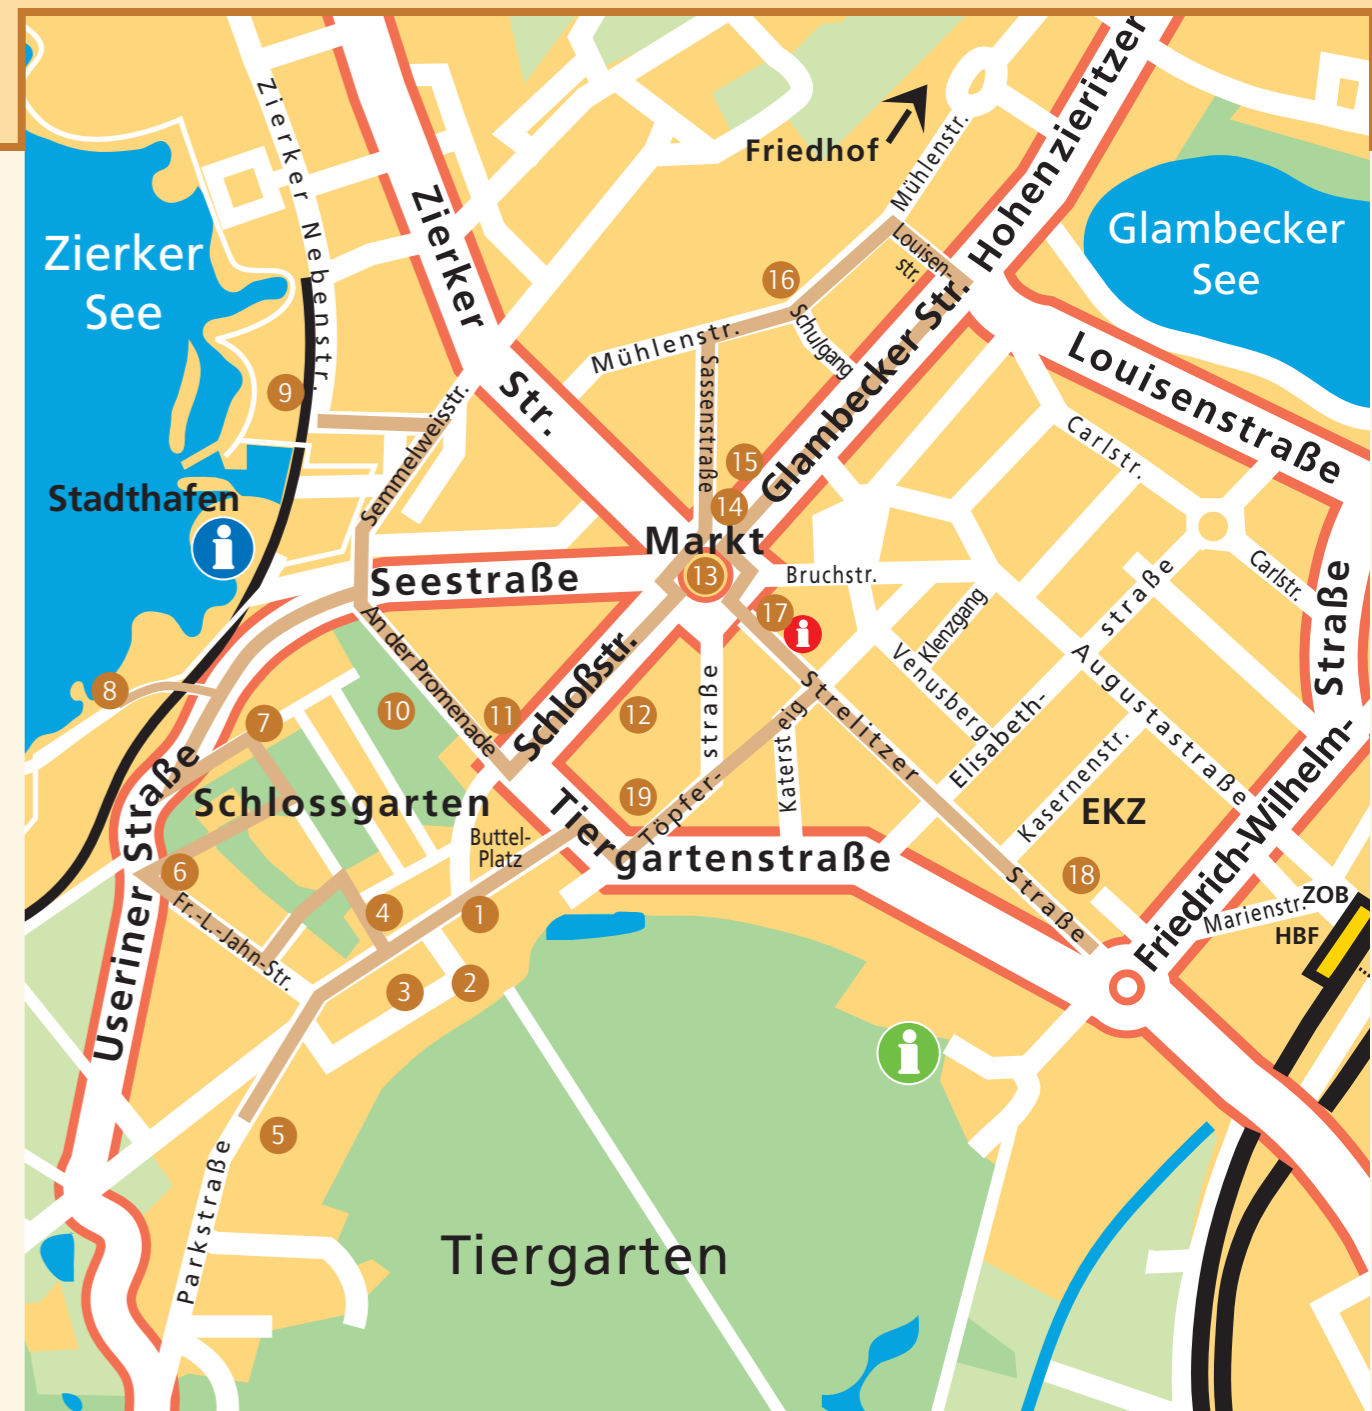 Friedhof
Mühlenstr.
Hohenzieritzer
Zierker Nebenstr.
Zierker
See
Zierker
Str.
Glambecker
See
Louisen-
str.
16
Schulgang
Mühlenstr.
Sassenstraße
Glambecker Str.
Louisenstraße
9
Semmelweisstr.
Carlstr.
15
14
Stadthafen
i
Markt
13
Seestraße
Bruchstr.
Carlstr.
Straße
17
i
An der Promenade
Schloßstr.
straße
Töpfer-
Klenzgang
Venusberg
Elisabeth-
straße
Augustastraße
8
7
10
11
12
Strelitzer
Straße
Katersteig
Kasernenstr.
EKZ
Schlossgarten
19
Tiergartenstraße
Buttel-
Platz
Useriner Straße
6
Fr.-L.-Jahn-Str.
4
1
18
Friedrich-Wilhelm-
Marienstr.
ZOB
HBF
...
3
2
i
5
Parkstraße
Tiergarten